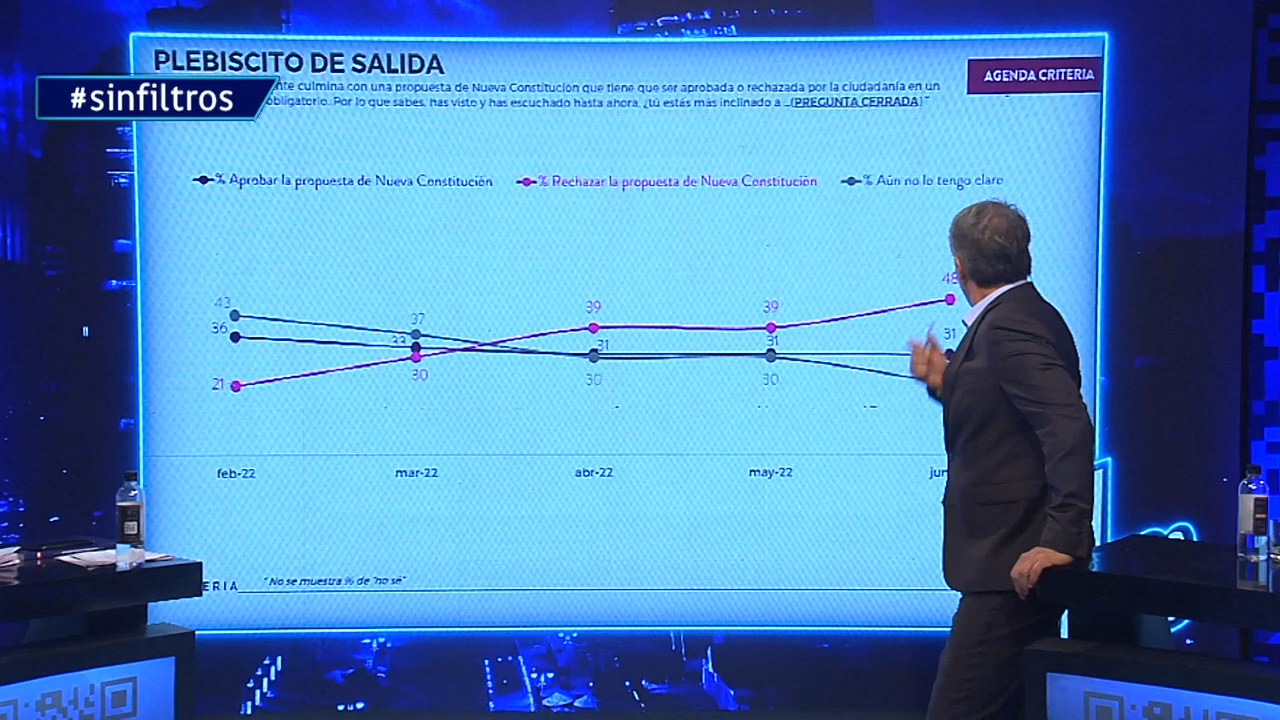 PLEBISCITO DE SALIDA
AGENDA CRITERIA
#sinfiltros
culmina con una propuesta de Nueva Constitución que tiene que ser aprobada o rechazada por la ciudadanía en un
obligatorio. Por lo que sabes, has visto y has escuchado hasta ahora, ¿tú estás más inclinado a _(PREGUNTA CERRADA)"
% Aprobar la propuesta de Nueva Constitución
% Rechazar la propuesta de Nueva Constitución
% Aún no lo tengo claro
48
43
39
39
37
36
33
31
31
31
30
30
30
21
feb-22
mar-22
abr-22
may-22
jun
ERIA
* No se muestra % de "no sé"